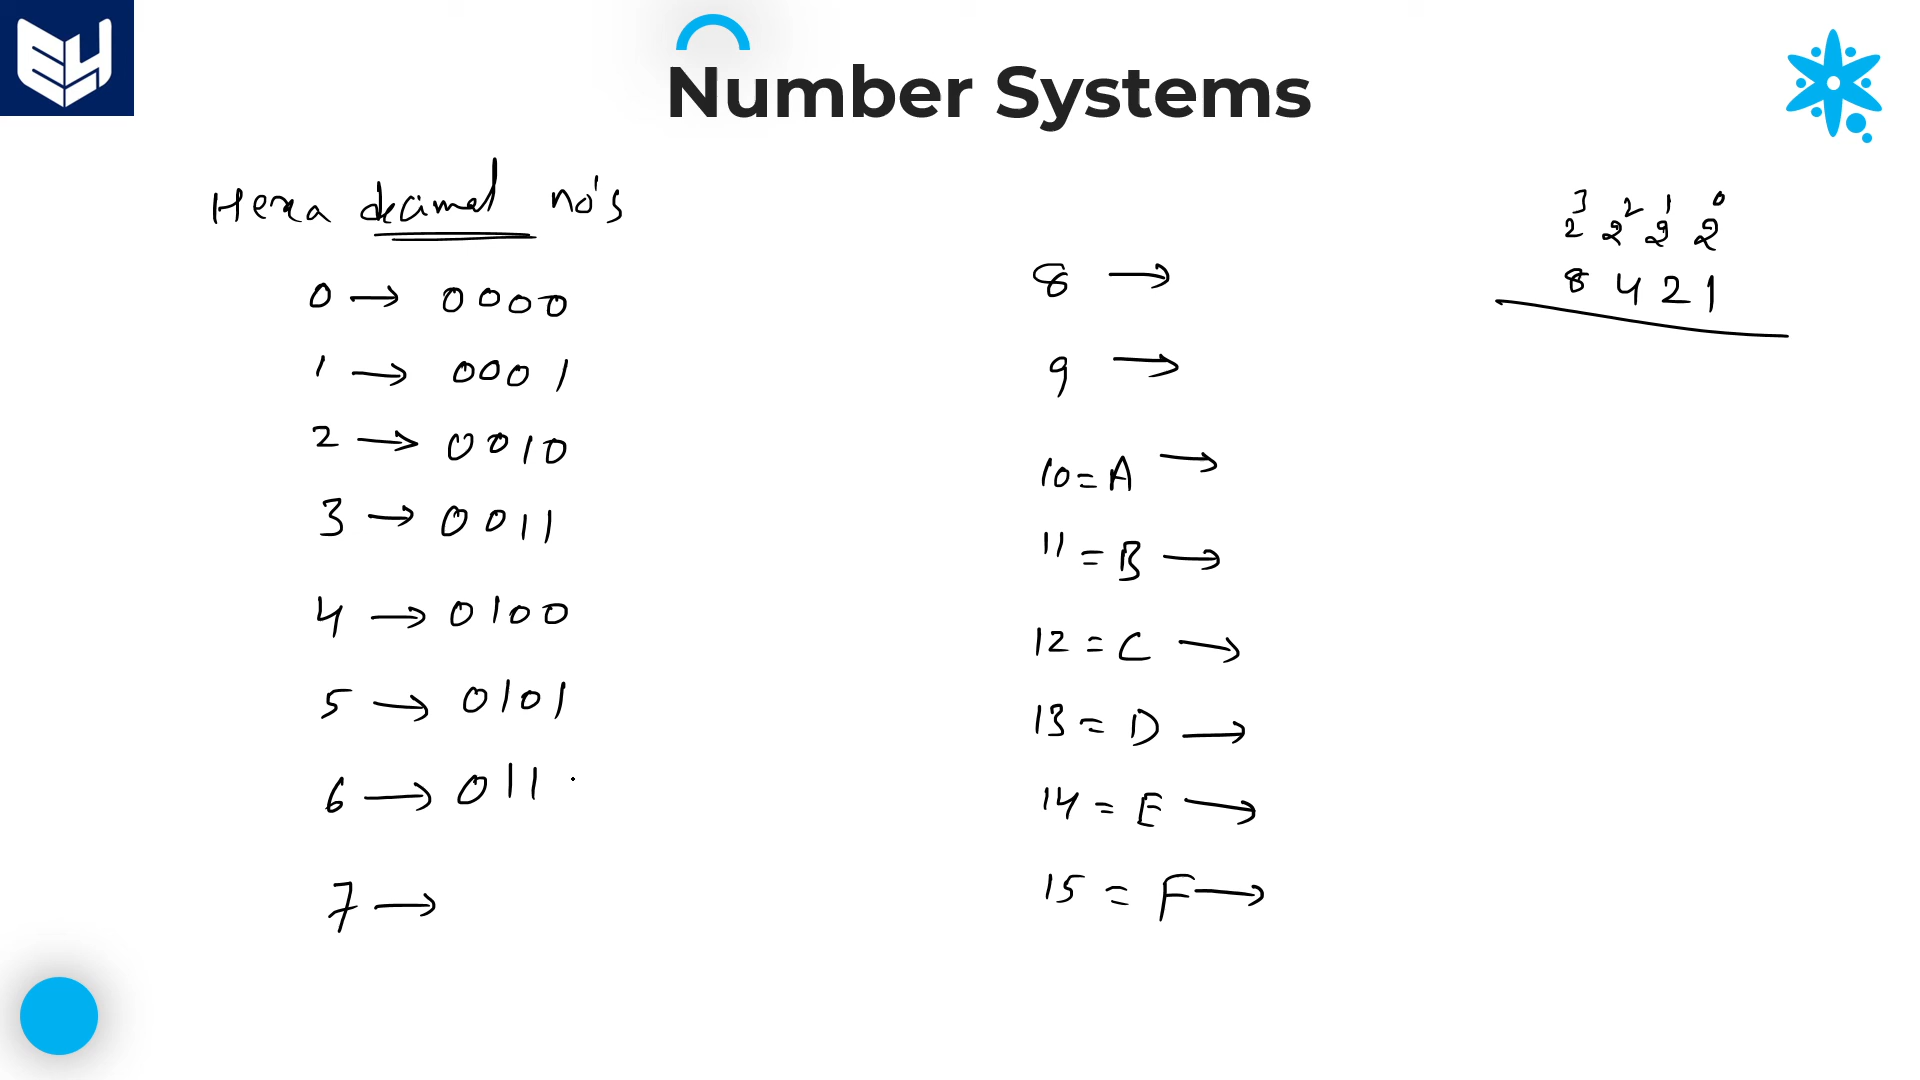 Number Systems
Hexa decimal no's
0 → 0000
1 → 0001
2 → 0010
3 → 0011
4 → 0100
5 → 0101
6 → 011
7 →
8 →
9 →
10 = A →
11 = B →
12 = C →
13 = D →
14 = E →
15 = F →
2³ 2² 2¹ 2⁰
8 4 2 1